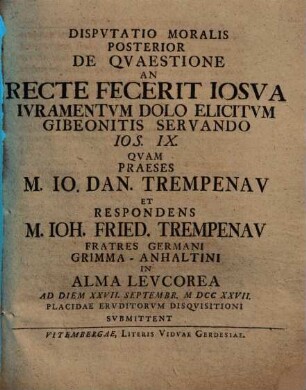 DISPVTATIO MORALIS
POSTERIOR
DE QVAESTIONE
AN
RECTE FECERIT IOSVA
IVRAMENTVM DOLO ELICITVM
GIBEONITIS SERVANDO
IOS. IX.
QVAM
PRAESES
M. IO. DAN. TREMPENAV
ET
RESPONDENS
M. IOH. FRIED. TREMPENAV
FRATRES GERMANI
GRIMMA - ANHALTINI
IN
ALMA LEVCOREA
AD DIEM XXVII. SEPTEMBR. M DCC XXVII.
PLACIDAE ERVDITORVM DISQVISITIONI
SVBMITTENT
VITEMBERGAE, LITERIS VIDVAE GERDESIAE.